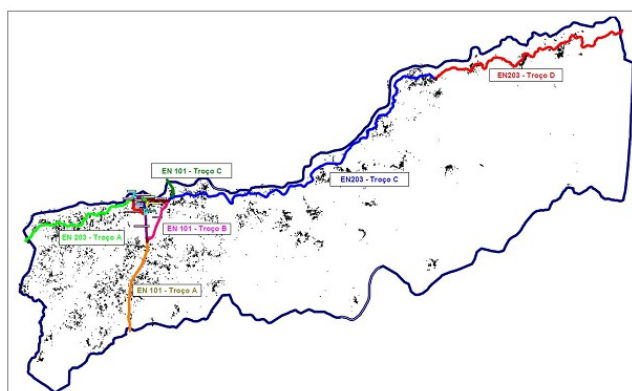 EN203 - Troço D
EN 101 - Troço C
EN203 - Troço C
EN 101 - Troço B
EN 203 - Troço A
EN 101 - Troço A